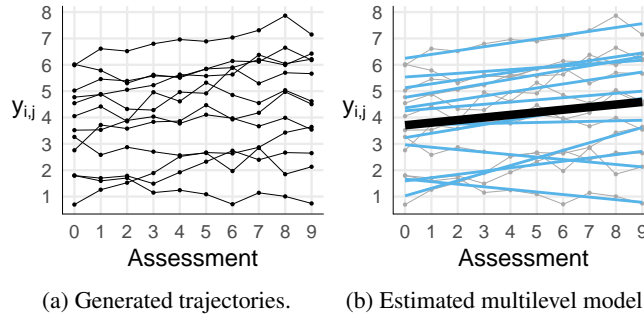 8
7
6
5
4
3
2
1
y i,j
0 1 2 3 4 5 6 7 8 9
Assessment
(a) Generated trajectories.
8
7
6
5
4
3
2
1
y i,j
0 1 2 3 4 5 6 7 8 9
Assessment
(b) Estimated multilevel model